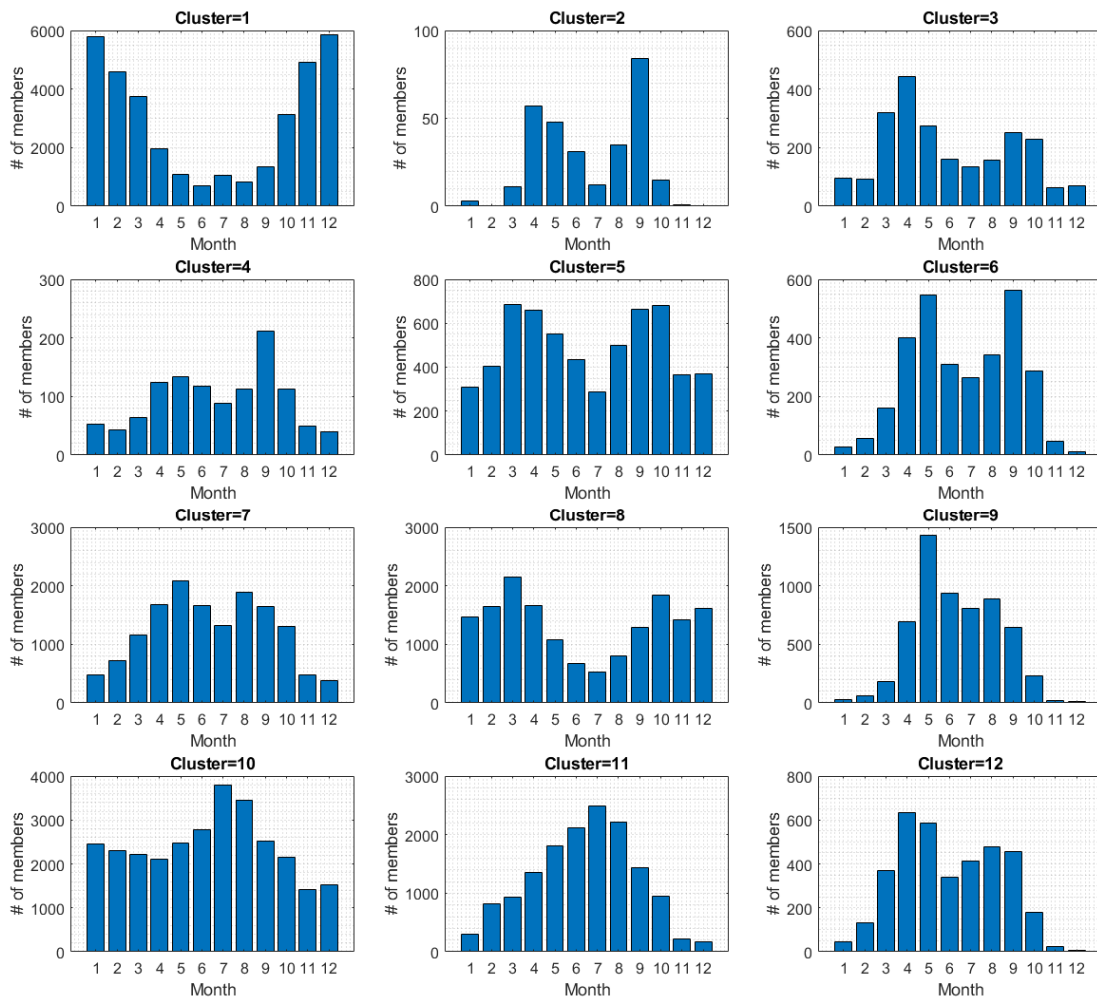 Cluster=1
6000
4000
2000
0
# of members
1 2 3 4 5 6 7 8 9 10 11 12
Month
Cluster=2
100
50
0
# of members
1 2 3 4 5 6 7 8 9 10 11 12
Month
Cluster=3
600
400
200
0
# of members
1 2 3 4 5 6 7 8 9 10 11 12
Month
Cluster=4
300
200
100
0
# of members
1 2 3 4 5 6 7 8 9 10 11 12
Month
Cluster=5
800
600
400
200
0
# of members
1 2 3 4 5 6 7 8 9 10 11 12
Month
Cluster=6
600
400
200
0
# of members
1 2 3 4 5 6 7 8 9 10 11 12
Month
Cluster=7
3000
2000
1000
0
# of members
1 2 3 4 5 6 7 8 9 10 11 12
Month
Cluster=8
3000
2000
1000
0
# of members
1 2 3 4 5 6 7 8 9 10 11 12
Month
Cluster=9
1500
1000
500
0
# of members
1 2 3 4 5 6 7 8 9 10 11 12
Month
Cluster=10
4000
3000
2000
1000
0
# of members
1 2 3 4 5 6 7 8 9 10 11 12
Month
Cluster=11
3000
2000
1000
0
# of members
1 2 3 4 5 6 7 8 9 10 11 12
Month
Cluster=12
800
600
400
200
0
# of members
1 2 3 4 5 6 7 8 9 10 11 12
Month